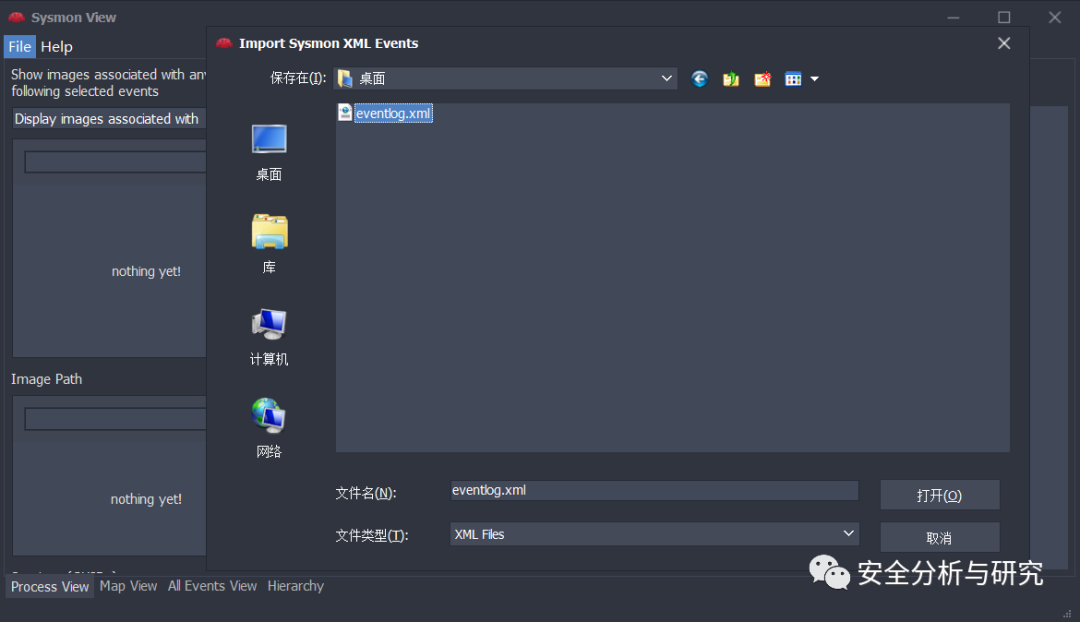 Sysmon View
File Help
Show images associated with any
following selected events
Display images associated with
nothing yet!
Image Path
nothing yet!
Process View Map View All Events View Hierarchy
Import Sysmon XML Events
保存在(I): 桌面
eventlog.xml
桌面
库
计算机
网络
文件名(N): eventlog.xml 打开(O)
文件类型(T): XML Files 取消
安全分析与研究